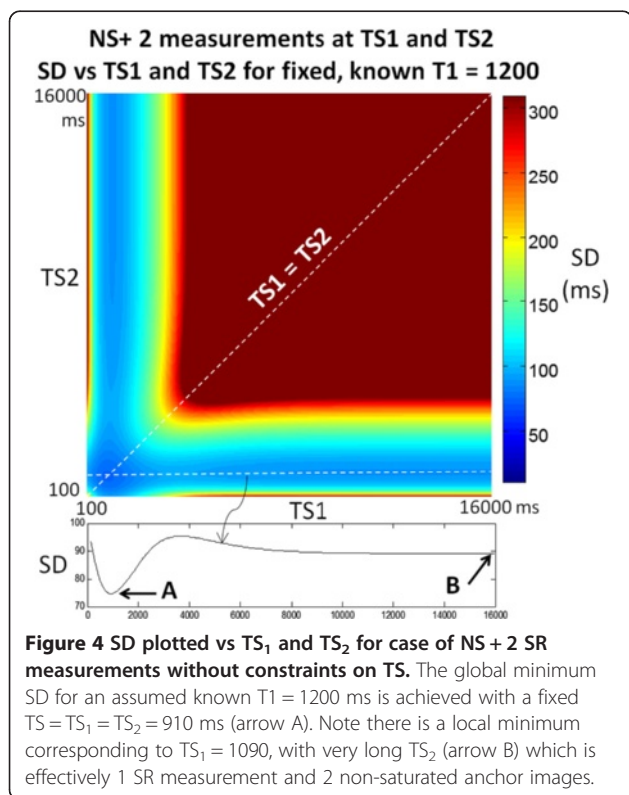 NS+ 2 measurements at TS1 and TS2
SD vs TS1 and TS2 for fixed, known T1 = 1200
16000
ms
300
250
200
150
100
50
SD
(ms)
TS2
TS1 = TS2
100
100
TS1
16000 ms
100
90
80
70
SD
A
B
0
2000
4000
6000
8000
10000
12000
14000
16000
Figure 4 SD plotted vs TS₁ and TS₂ for case of NS + 2 SR
measurements without constraints on TS. The global minimum
SD for an assumed known T1 = 1200 ms is achieved with a fixed
TS = TS₁ = TS₂ = 910 ms (arrow A). Note there is a local minimum
corresponding to TS₁ = 1090, with very long TS₂ (arrow B) which is
effectively 1 SR measurement and 2 non-saturated anchor images.